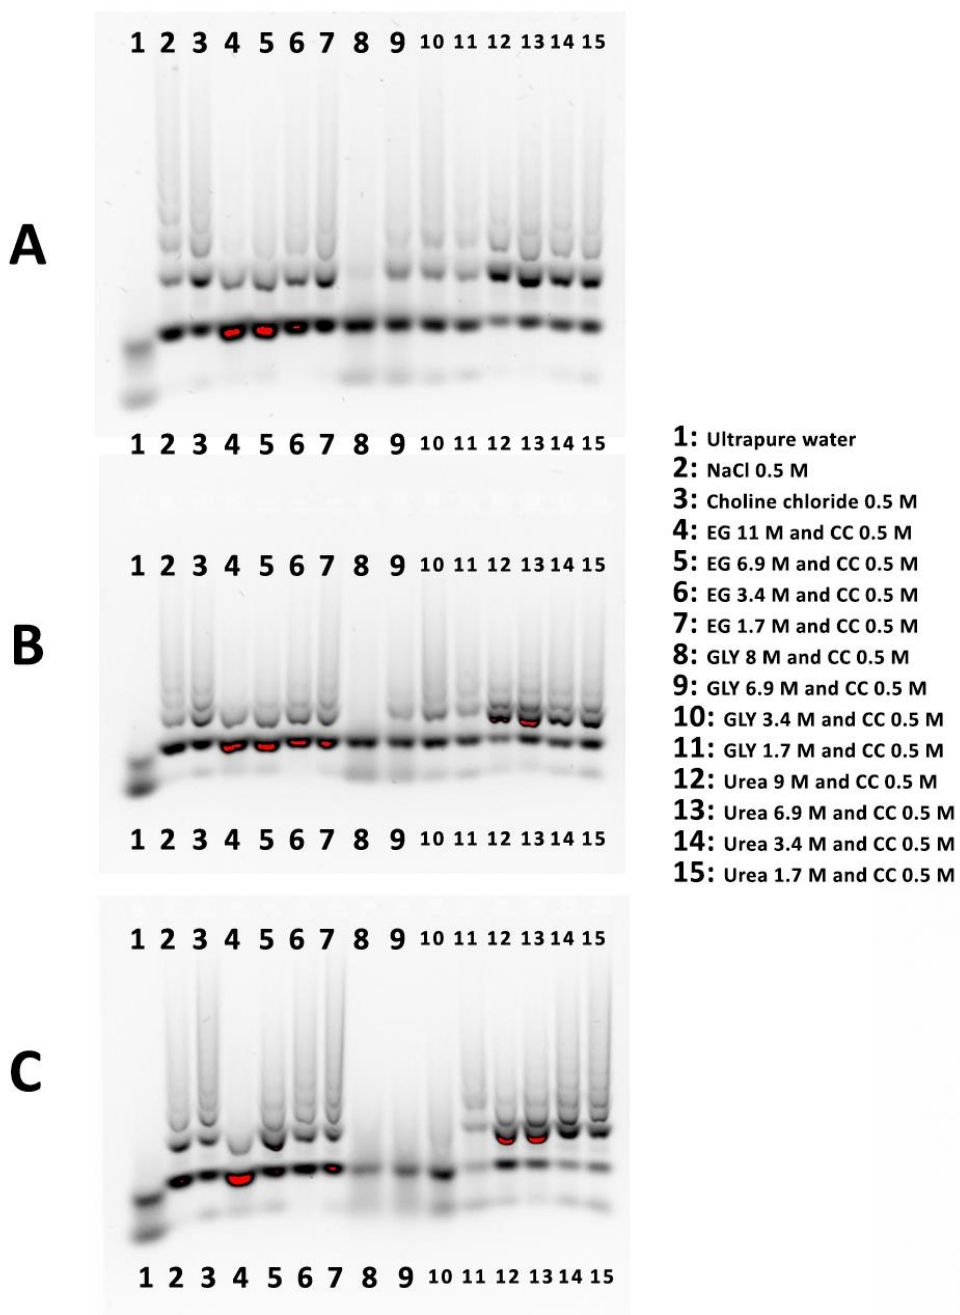 1 2 3 4 5 6 7 8 9 10 11 12 13 14 15
A
1 2 3 4 5 6 7 8 9 10 11 12 13 14 15
1 2 3 4 5 6 7 8 9 10 11 12 13 14 15
B
1 2 3 4 5 6 7 8 9 10 11 12 13 14 15
1 2 3 4 5 6 7 8 9 10 11 12 13 14 15
C
1 2 3 4 5 6 7 8 9 10 11 12 13 14 15
1: Ultrapure water
2: NaCl 0.5 M
3: Choline chloride 0.5 M
4: EG 11 M and CC 0.5 M
5: EG 6.9 M and CC 0.5 M
6: EG 3.4 M and CC 0.5 M
7: EG 1.7 M and CC 0.5 M
8: GLY 8 M and CC 0.5 M
9: GLY 6.9 M and CC 0.5 M
10: GLY 3.4 M and CC 0.5 M
11: GLY 1.7 M and CC 0.5 M
12: Urea 9 M and CC 0.5 M
13: Urea 6.9 M and CC 0.5 M
14: Urea 3.4 M and CC 0.5 M
15: Urea 1.7 M and CC 0.5 M